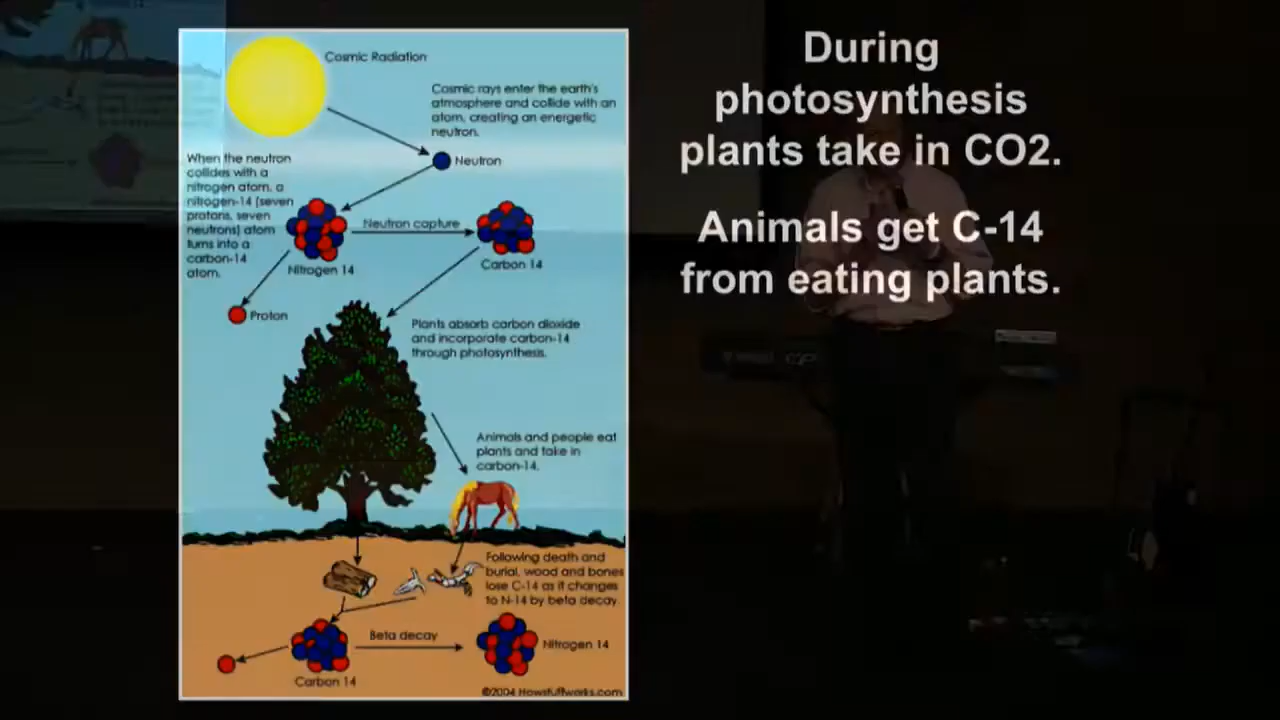 During
photosynthesis
plants take in CO2.
Animals get C-14
from eating plants.
Cosmic Radiation
Cosmic rays enter the earth's
atmosphere and collide with an
atom, creating an energetic
neutron.
Neutron
When the neutron
collides with a
nitrogen atom, a
nitrogen-14 (seven
protons, seven
neutrons) atom
turns into a
carbon-14
atom.
Neutron capture
Nitrogen 14
Carbon 14
Proton
Plants absorb carbon dioxide
and incorporate carbon-14
through photosynthesis.
Animals and people eat
plants and take in
carbon-14.
Following death and
burial, wood and bones
lose C-14 as it changes
to N-14 by beta decay.
Beta decay
Nitrogen 14
Carbon 14
©2004 Howstuffworks.com